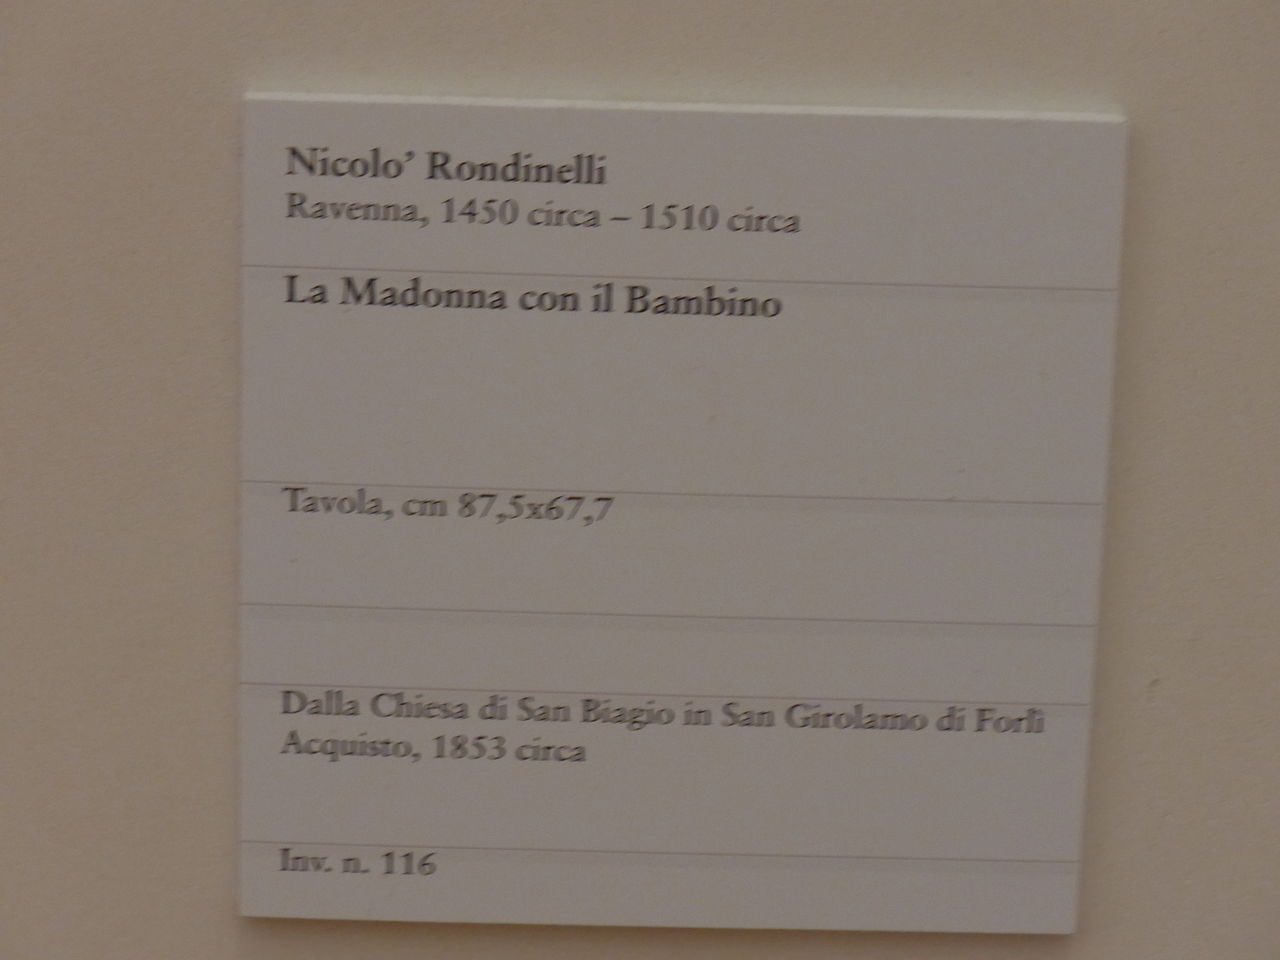 Nicolo’ Rondinelli
Ravenna, 1450 circa – 1510 circa
La Madonna con il Bambino
Tavola, cm 87,5x67,7
Dalla Chiesa di San Biagio in San Girolamo di Forlì
Acquisto, 1853 circa
Inv. n. 116